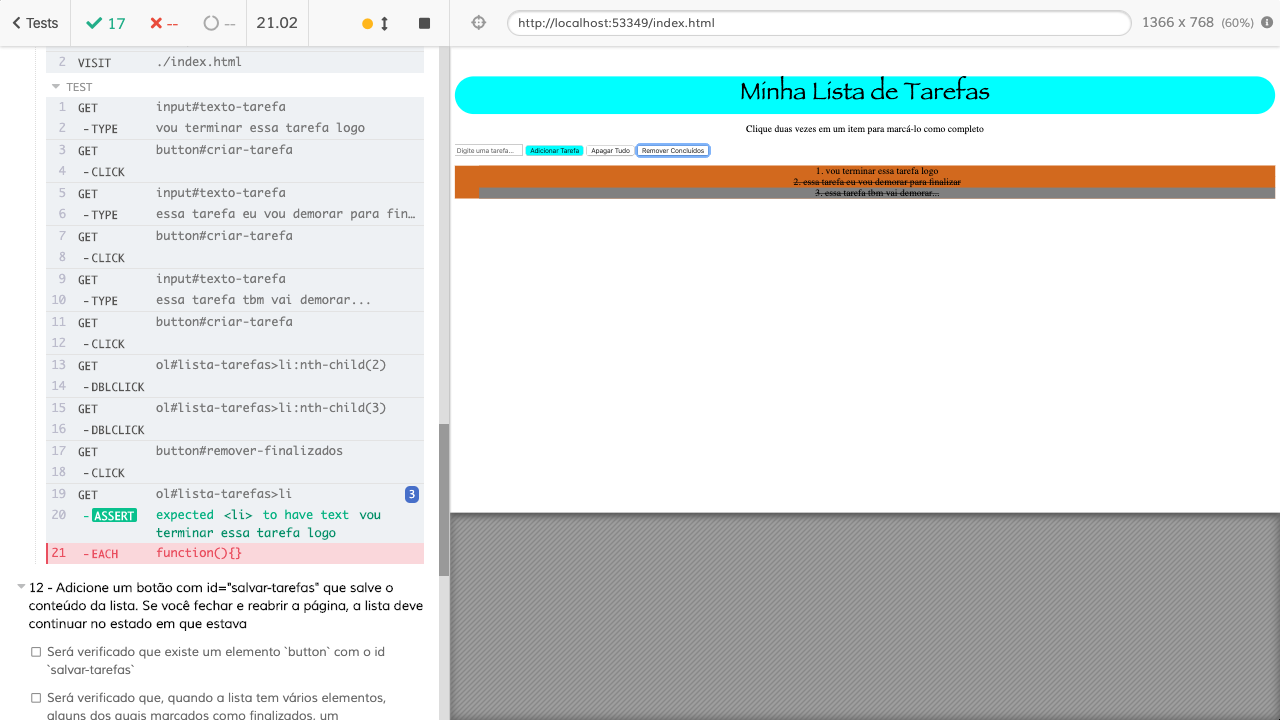 Tests 17 -- -- 21.02
http://localhost:53349/index.html 1366 x 768 (60%)
2 VISIT ./index.html
TEST
1 GET input#texto-tarefa
2 -TYPE vou terminar essa tarefa logo
3 GET button#criar-tarefa
4 -CLICK
5 GET input#texto-tarefa
6 -TYPE essa tarefa eu vou demorar para fin…
7 GET button#criar-tarefa
8 -CLICK
9 GET input#texto-tarefa
10 -TYPE essa tarefa tbm vai demorar...
11 GET button#criar-tarefa
12 -CLICK
13 GET ol#lista-tarefas>li:nth-child(2)
14 -DBLCLICK
15 GET ol#lista-tarefas>li:nth-child(3)
16 -DBLCLICK
17 GET button#remover-finalizados
18 -CLICK
19 GET ol#lista-tarefas>li 3
20 -ASSERT expected <li> to have text vou
terminar essa tarefa logo
21 -EACH function(){}
12 - Adicione um botão com id="salvar-tarefas" que salve o
conteúdo da lista. Se você fechar e reabrir a página, a lista deve
continuar no estado em que estava
Será verificado que existe um elemento `button` com o id
`salvar-tarefas`
Será verificado que, quando a lista tem vários elementos,
alguns dos quais marcados como finalizados, um
Minha Lista de Tarefas
Clique duas vezes em um item para marcá-lo como completo
Digite uma tarefa... Adicionar Tarefa Apagar Tudo Remover Concluídos
1. vou terminar essa tarefa logo
2. essa tarefa eu vou demorar para finalizar
3. essa tarefa tbm vai demorar...